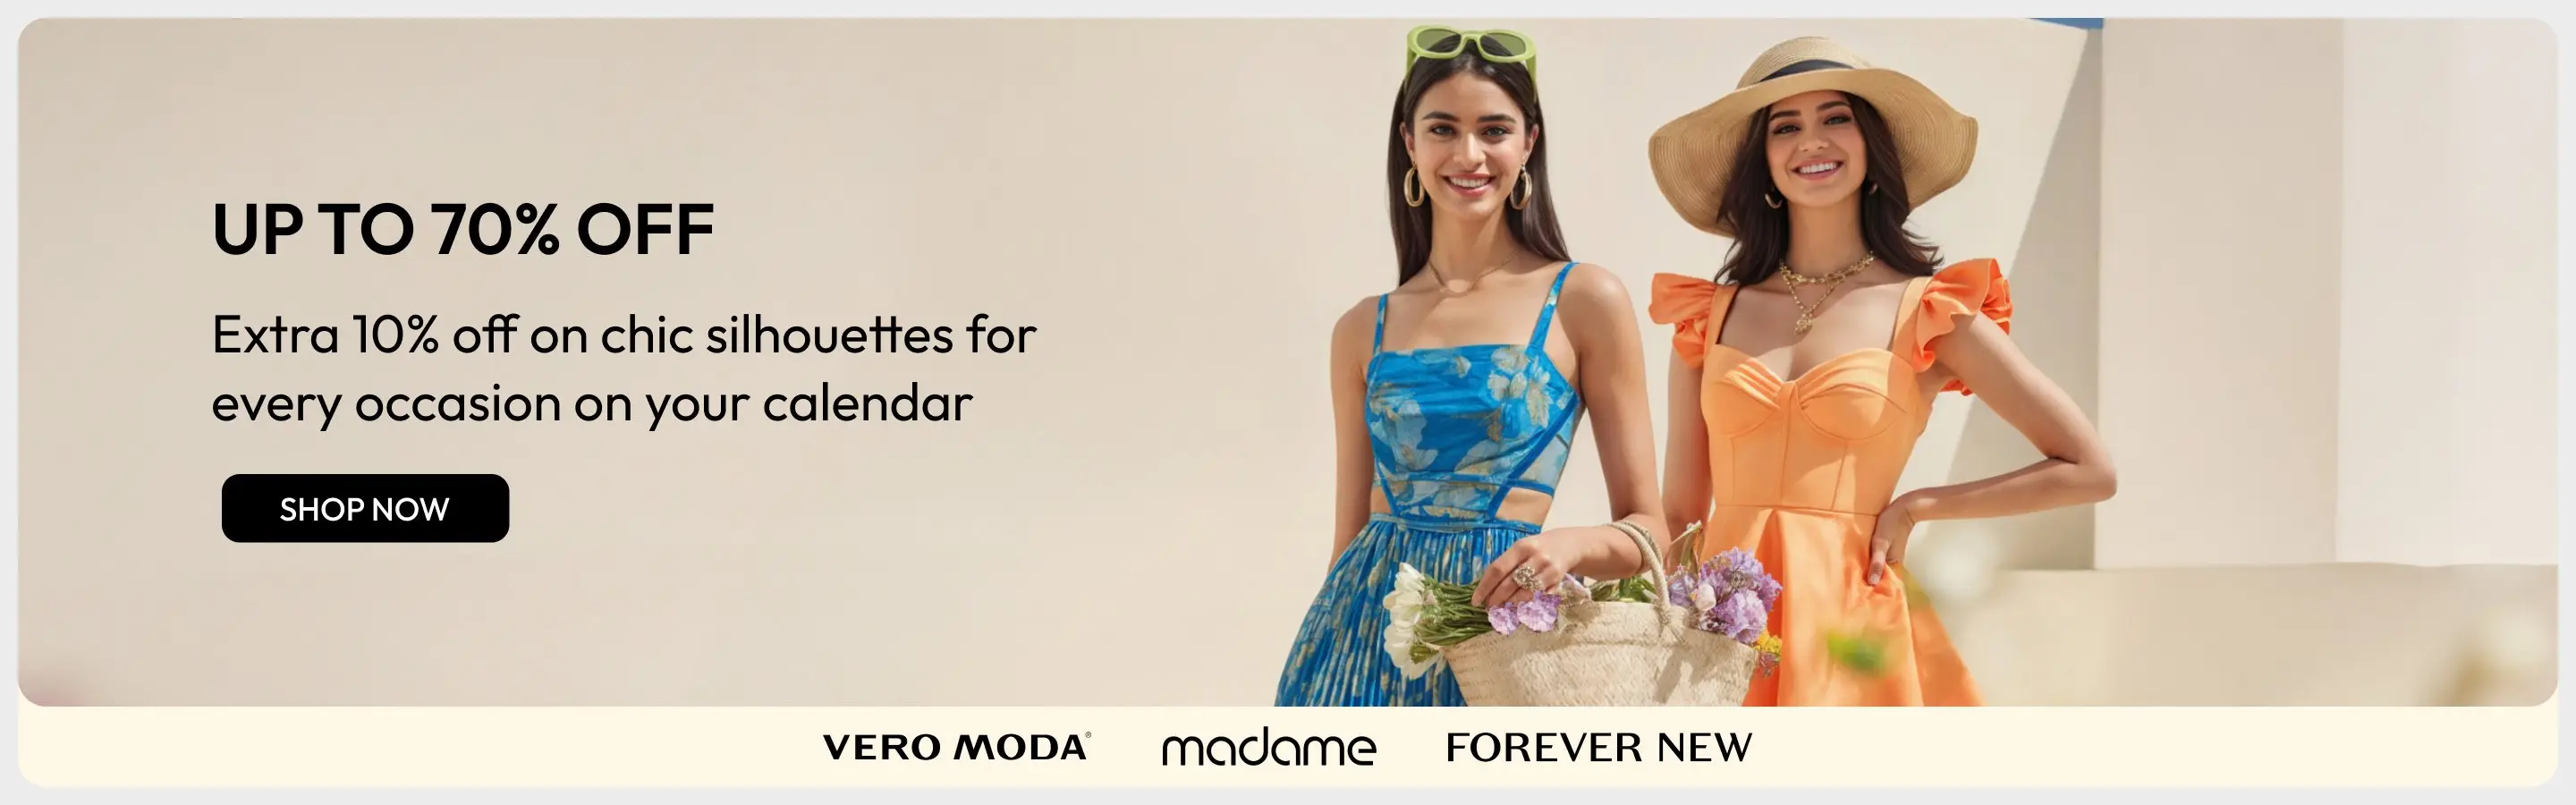 UP TO 70% OFF
Extra 10% off on chic silhouettes for
every occasion on your calendar
SHOP NOW
VERO MODA®
madame
FOREVER NEW